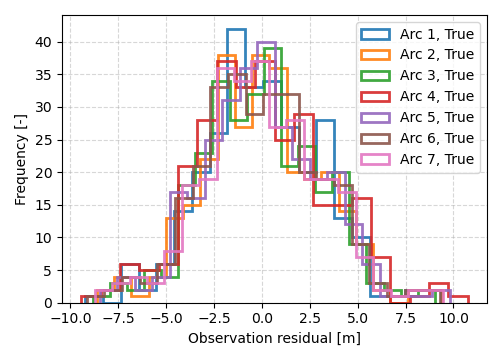 40
35
30
25
20
15
10
5
0
Frequency [-]
Arc 1, True
Arc 2, True
Arc 3, True
Arc 4, True
Arc 5, True
Arc 6, True
Arc 7, True
−10.0 −7.5 −5.0 −2.5 0.0 2.5 5.0 7.5 10.0
Observation residual [m]